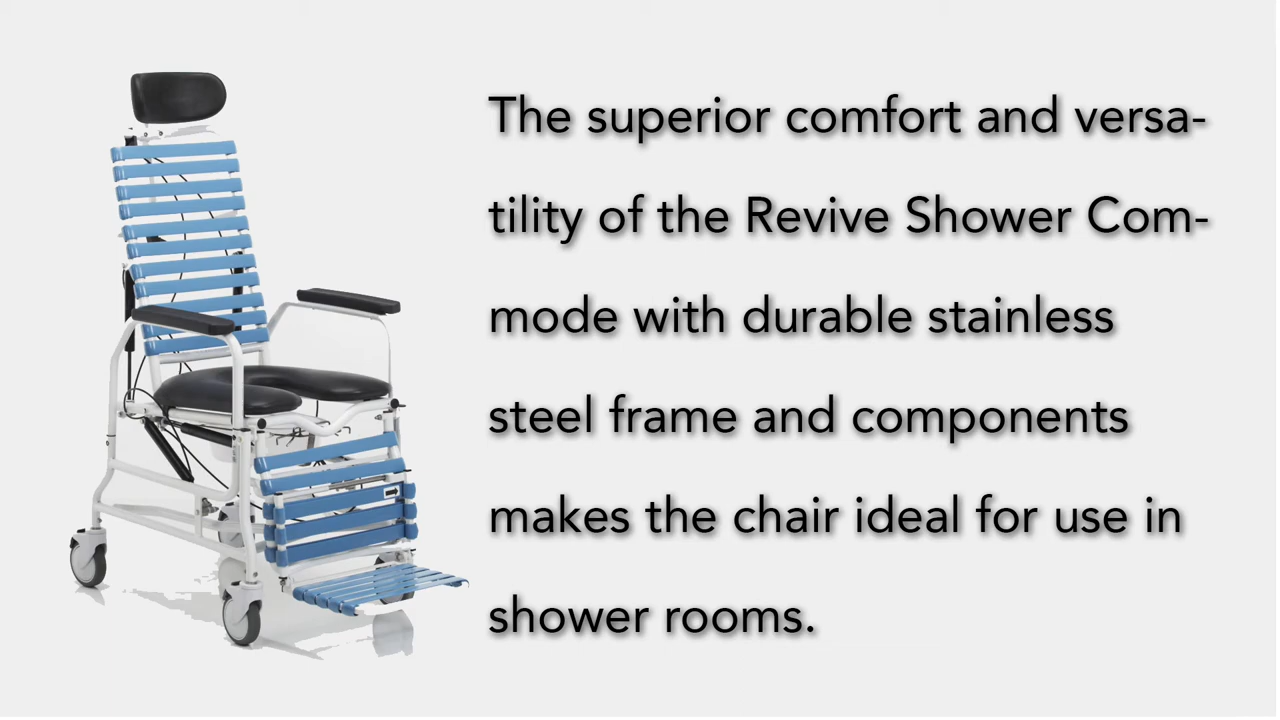 The superior comfort and versa-
tility of the Revive Shower Com-
mode with durable stainless
steel frame and components
makes the chair ideal for use in
shower rooms.